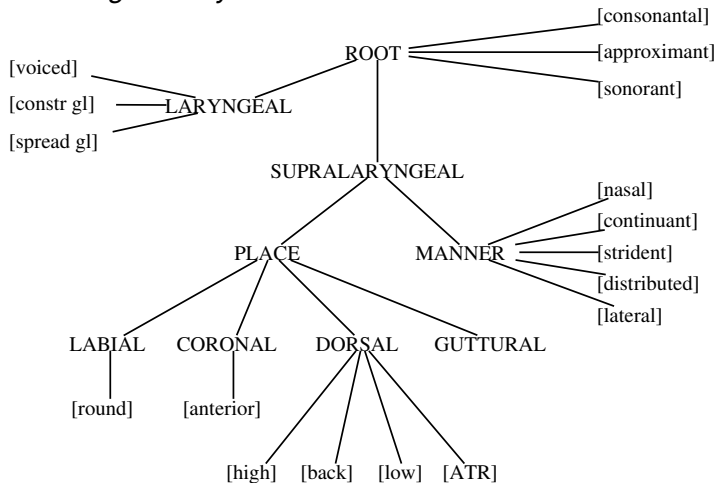 [consonantal]
ROOT
[approximant]
[voiced]
[sonorant]
[constr gl]
LARYNGEAL
[spread gl]
SUPRALARYNGEAL
[nasal]
[continuant]
PLACE
MANNER
[strident]
[distributed]
[lateral]
LABIAL
CORONAL
DORSAL
GUTTURAL
[round]
[anterior]
[high]
[back]
[low]
[ATR]